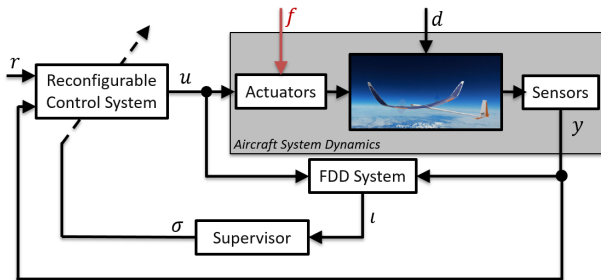 f
d
r
Reconfigurable
Control System
u
Actuators
Sensors
y
Aircraft System Dynamics
FDD System
ι
σ
Supervisor